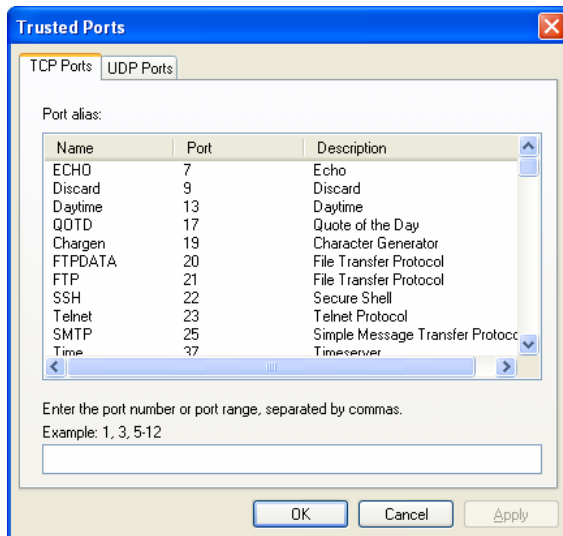 Trusted Ports
TCP Ports UDP Ports
Port alias:
Name Port Description
ECHO 7 Echo
Discard 9 Discard
Daytime 13 Daytime
QOTD 17 Quote of the Day
Chargen 19 Character Generator
FTPDATA 20 File Transfer Protocol
FTP 21 File Transfer Protocol
SSH 22 Secure Shell
Telnet 23 Telnet Protocol
SMTP 25 Simple Message Transfer Protoco
Time 37 Timeserver
Enter the port number or port range, separated by commas.
Example: 1, 3, 5-12
OK Cancel Apply